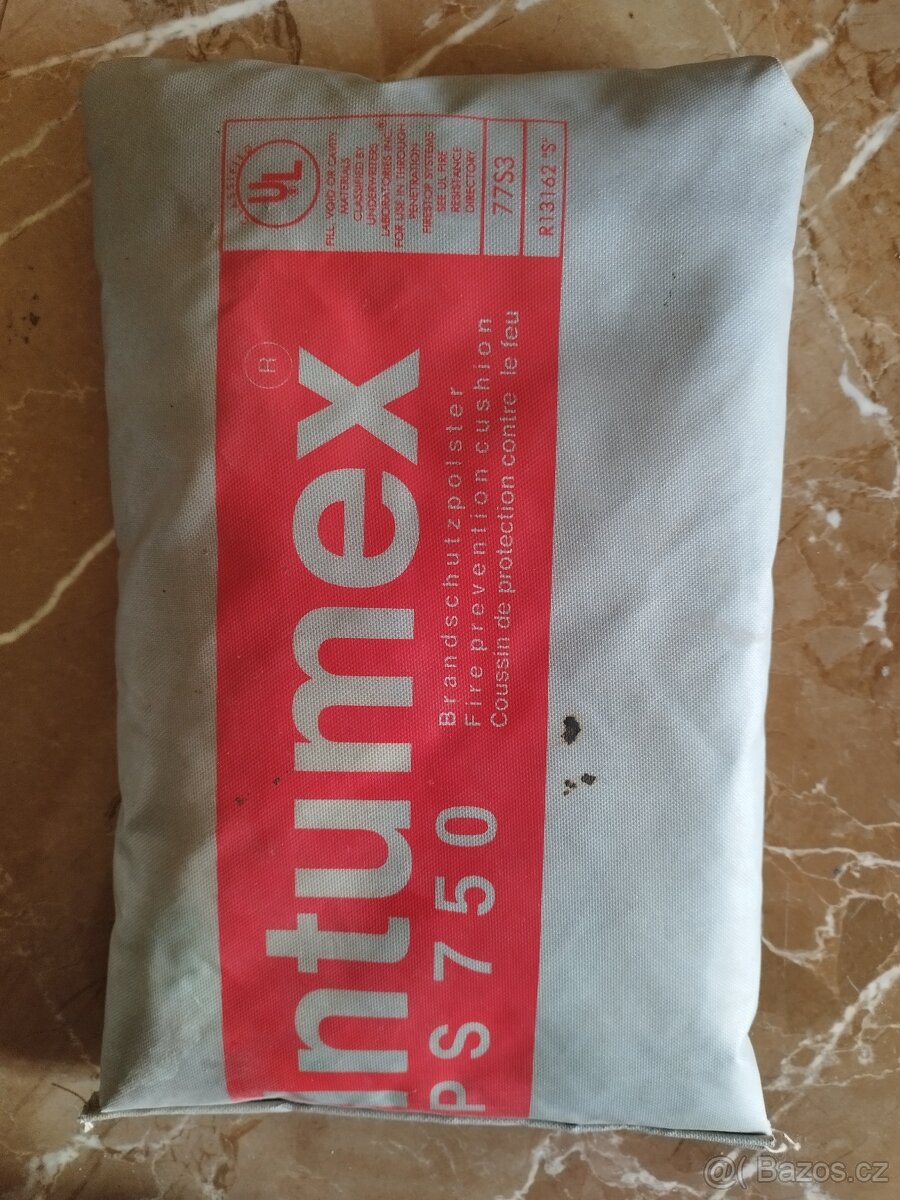 CLASSIFIED
UL
FILL, VOID OR CAVITY
MATERIALS
CLASSIFIED BY
UNDERWRITERS
LABORATORIES INC.®
FOR USE IN THROUGH
PENETRATION
FIRESTOP SYSTEMS
SEE UL FIRE
RESISTANCE
DIRECTORY
77S3
R13162 "S"
®
ntumex
PS 750
Brandschutzpolster
Fire prevention cushion
Coussin de protection contre le feu
@( Bazos.cz